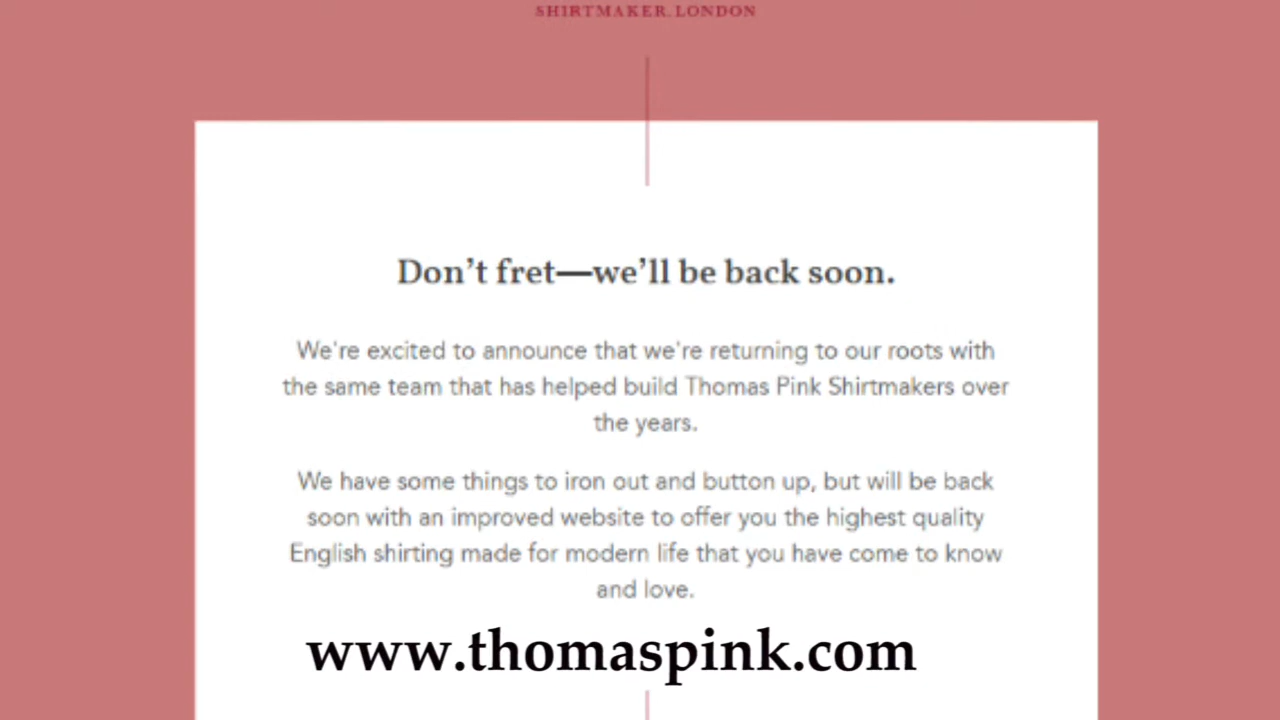 SHIRTMAKER. LONDON
Don’t fret—we’ll be back soon.
We're excited to announce that we're returning to our roots with
the same team that has helped build Thomas Pink Shirtmakers over
the years.
We have some things to iron out and button up, but will be back
soon with an improved website to offer you the highest quality
English shirting made for modern life that you have come to know
and love.
www.thomaspink.com